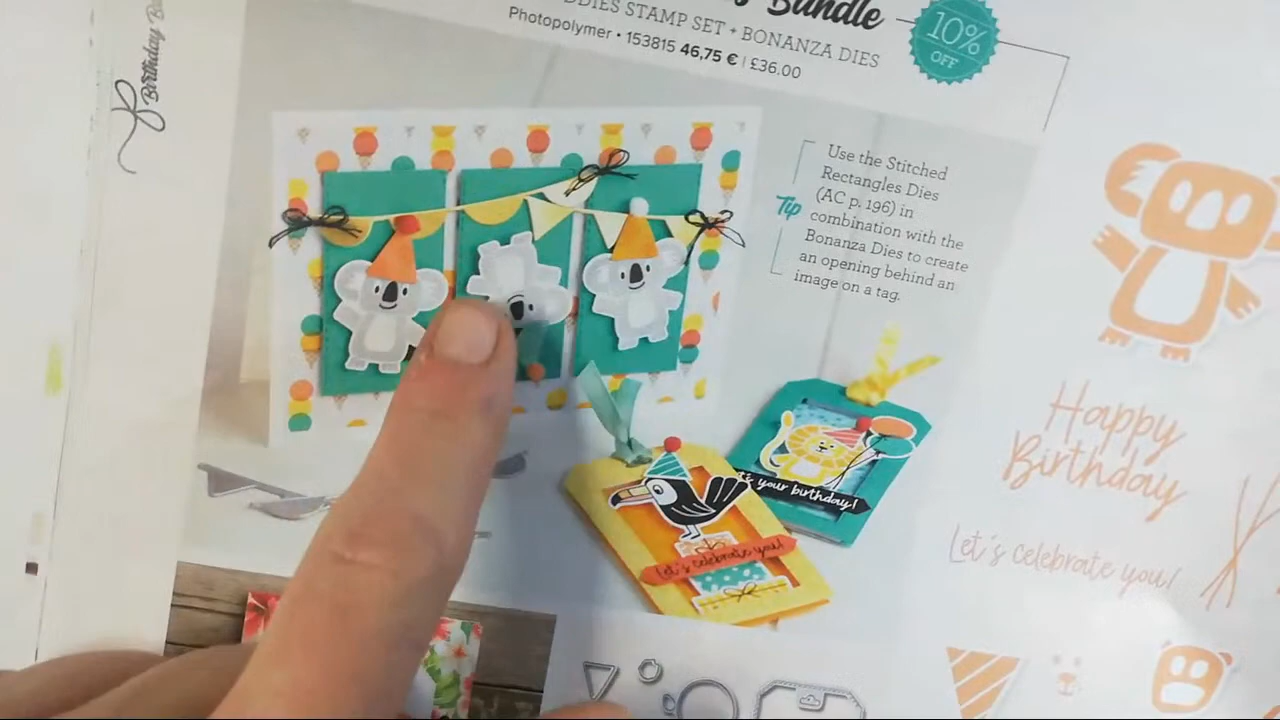 Birthday
Bundle
STAMP SET + BONANZA DIES
Photopolymer • 153815 46,75 € | £36.00
10%
OFF
Tip
Use the Stitched
Rectangles Dies
(AC p. 196) in
combination with the
Bonanza Dies to create
an opening behind an
image on a tag.
it's your birthday!
Let's celebrate you!
Happy
Birthday
Let's celebrate you!